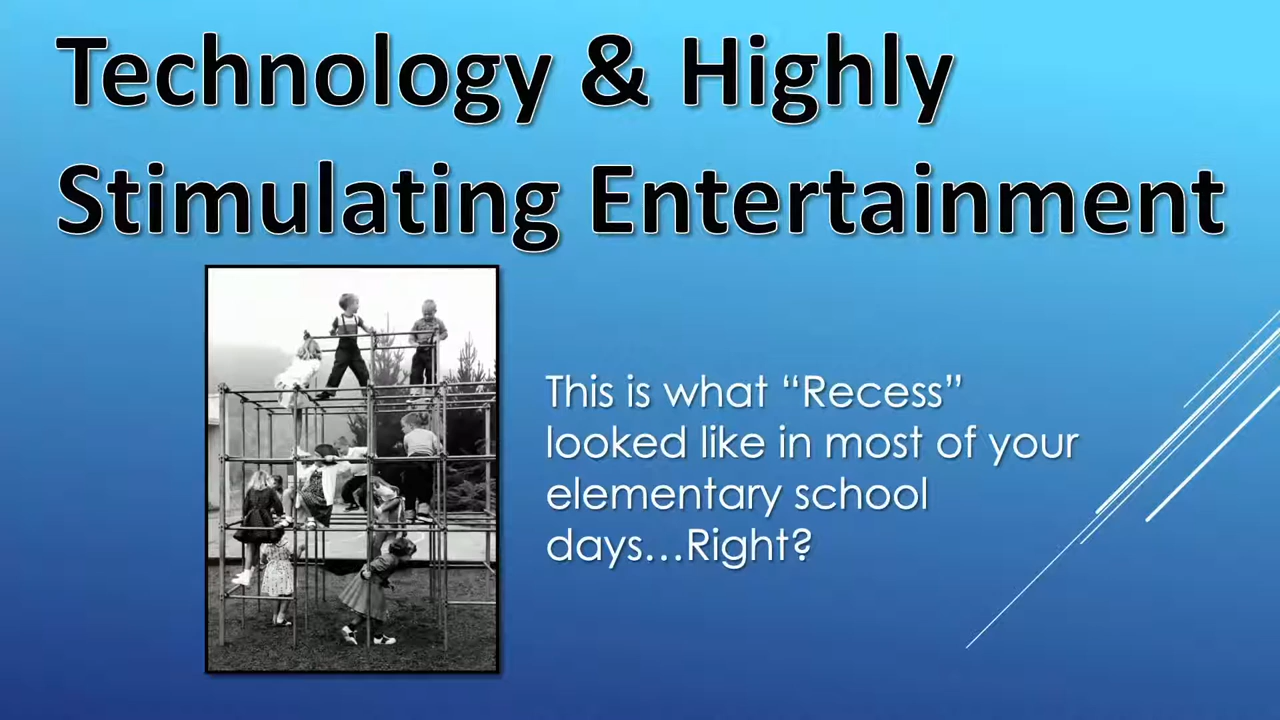 Technology & Highly
Stimulating Entertainment
This is what “Recess”
looked like in most of your
elementary school
days…Right?